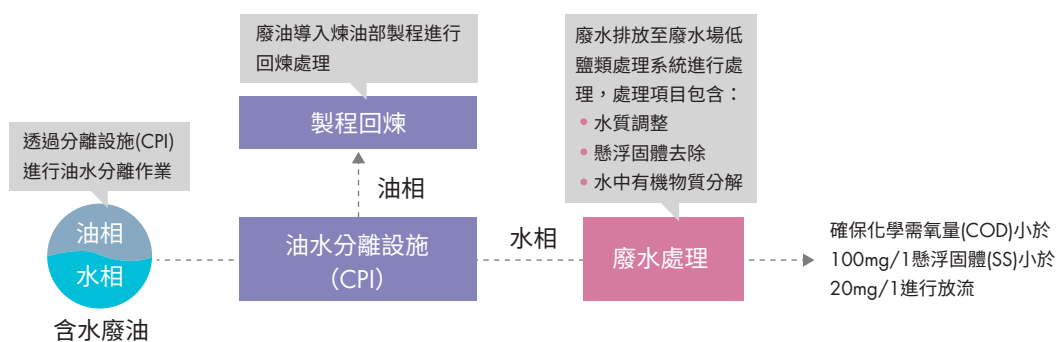 透過分離設施(CPI)
進行油水分離作業
油相
水相
含水廢油
廢油導入煉油部製程進行
回煉處理
製程回煉
油相
油水分離設施
（CPI）
水相
廢水排放至廢水場低
鹽類處理系統進行處
理，處理項目包含：
• 水質調整
• 懸浮固體去除
• 水中有機物質分解
廢水處理
確保化學需氧量(COD)小於
100mg/1懸浮固體(SS)小於
20mg/1進行放流